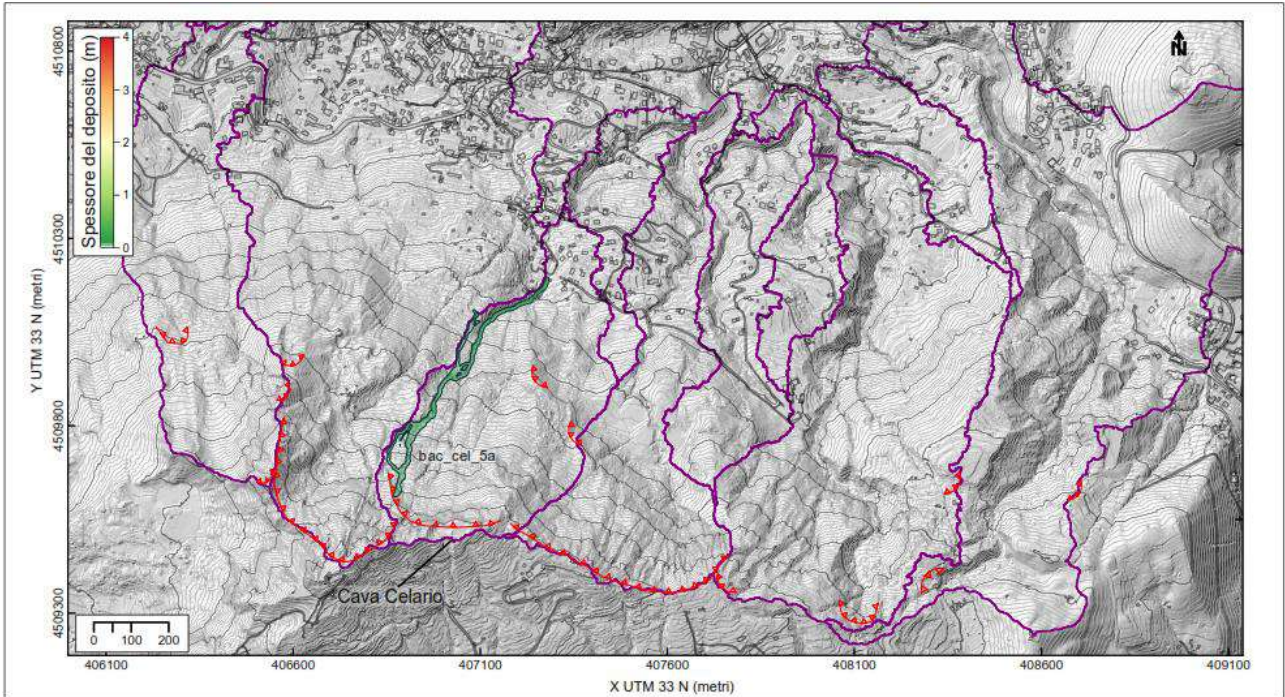 Spessore del deposito (m)
4
3
2
1
0
N
Y UTM 33 N (metri)
4510800
4510300
4509800
4509300
bac_cel_5a
Cava Celario
0 100 200
406100 406600 407100 407600 408100 408600 409100
X UTM 33 N (metri)